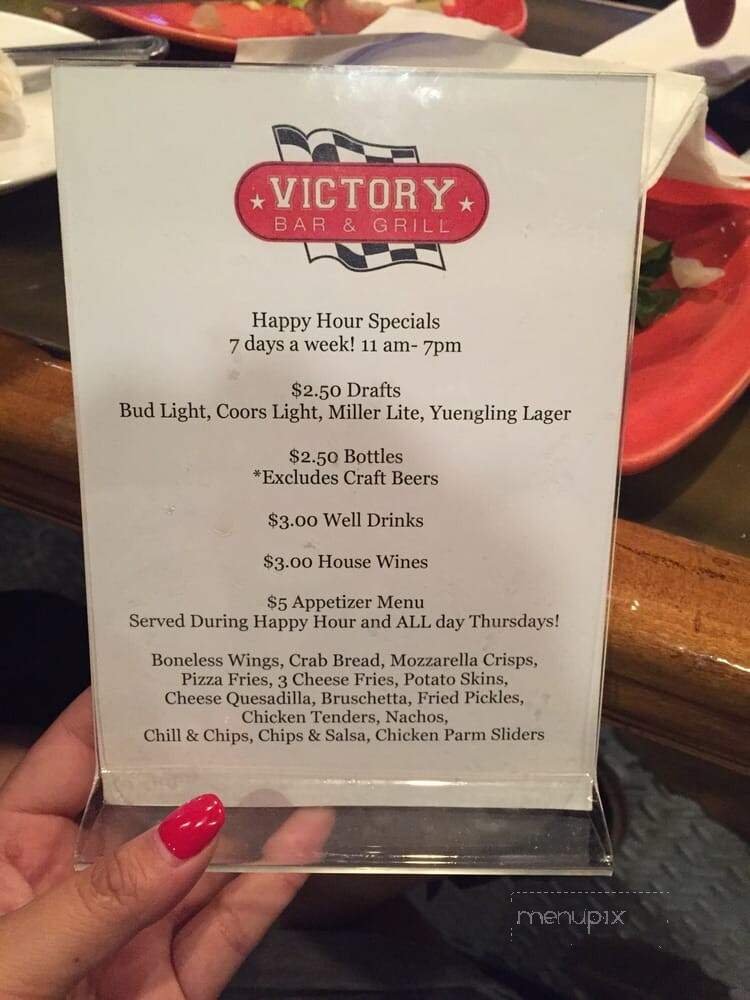 VICTORY
BAR & GRILL
Happy Hour Specials
7 days a week! 11 am- 7pm
$2.50 Drafts
Bud Light, Coors Light, Miller Lite, Yuengling Lager
$2.50 Bottles
*Excludes Craft Beers
$3.00 Well Drinks
$3.00 House Wines
$5 Appetizer Menu
Served During Happy Hour and ALL day Thursdays!
Boneless Wings, Crab Bread, Mozzarella Crisps,
Pizza Fries, 3 Cheese Fries, Potato Skins,
Cheese Quesadilla, Bruschetta, Fried Pickles,
Chicken Tenders, Nachos,
Chill & Chips, Chips & Salsa, Chicken Parm Sliders
menupix